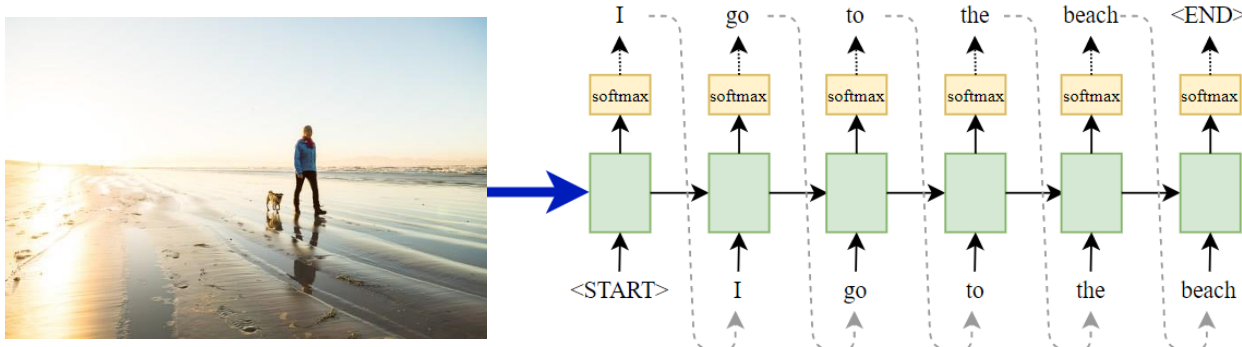 I go to the beach <END>
softmax softmax softmax softmax softmax softmax
<START> I go to the beach